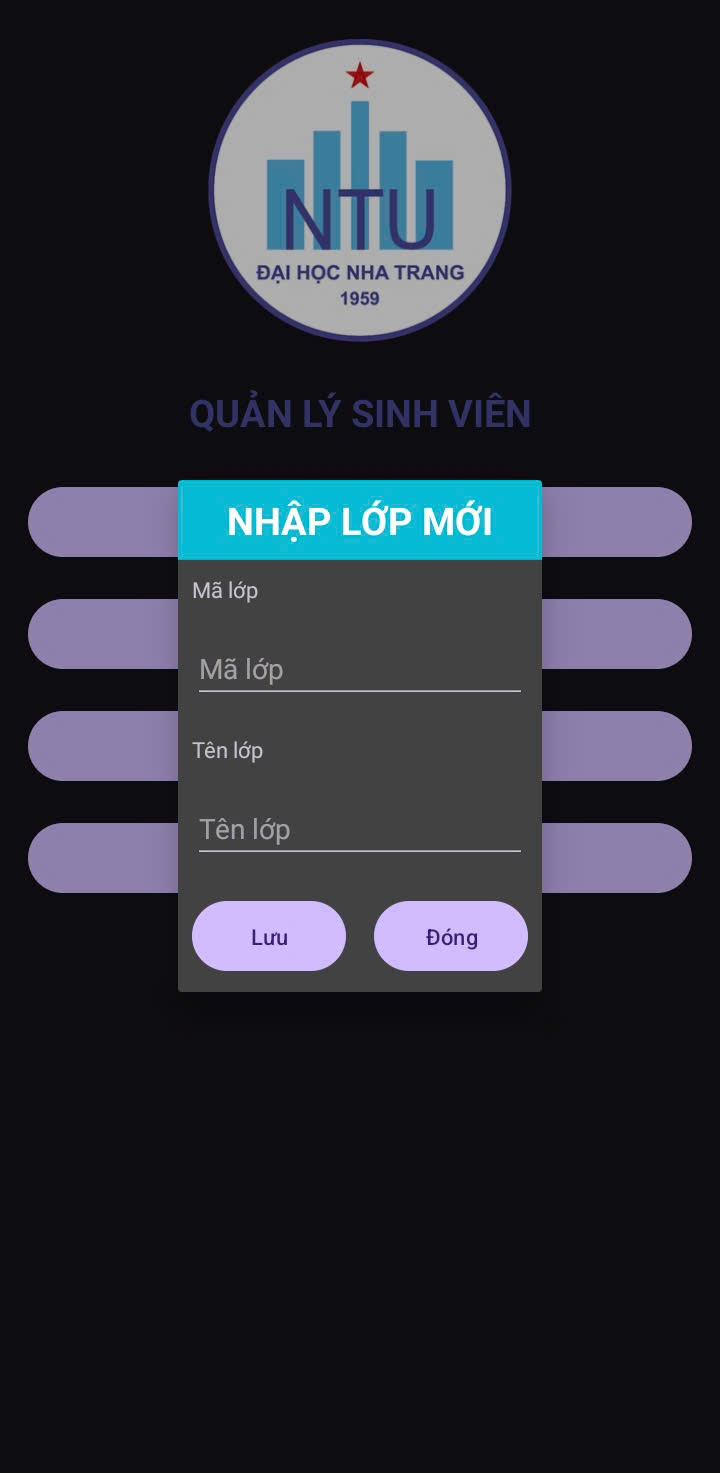 NTU
ĐẠI HỌC NHA TRANG
1959
QUẢN LÝ SINH VIÊN
NHẬP LỚP MỚI
Mã lớp
Mã lớp
Tên lớp
Tên lớp
Lưu Đóng